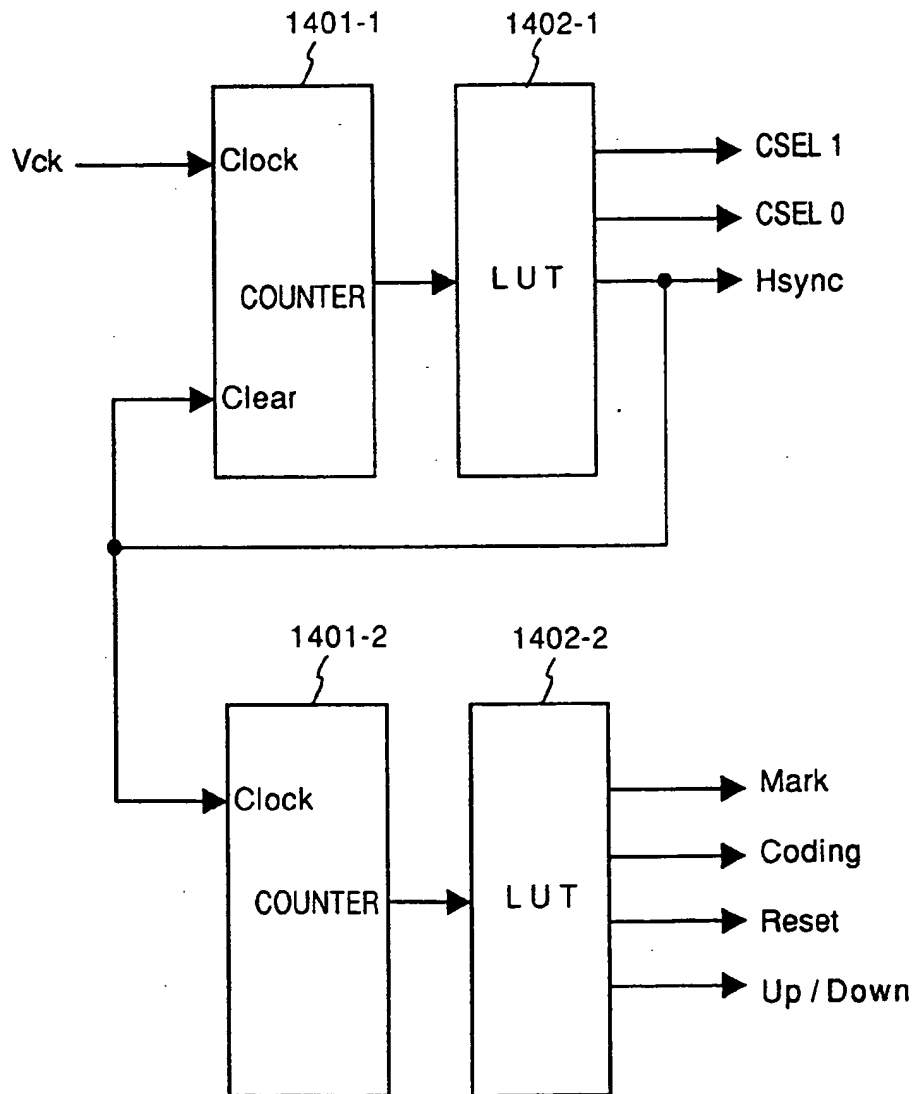 1401-1
1402-1
Vck
Clock
CSEL 1
CSEL 0
COUNTER
LUT
Hsync
Clear
1401-2
1402-2
Clock
Mark
Coding
COUNTER
LUT
Reset
Up / Down